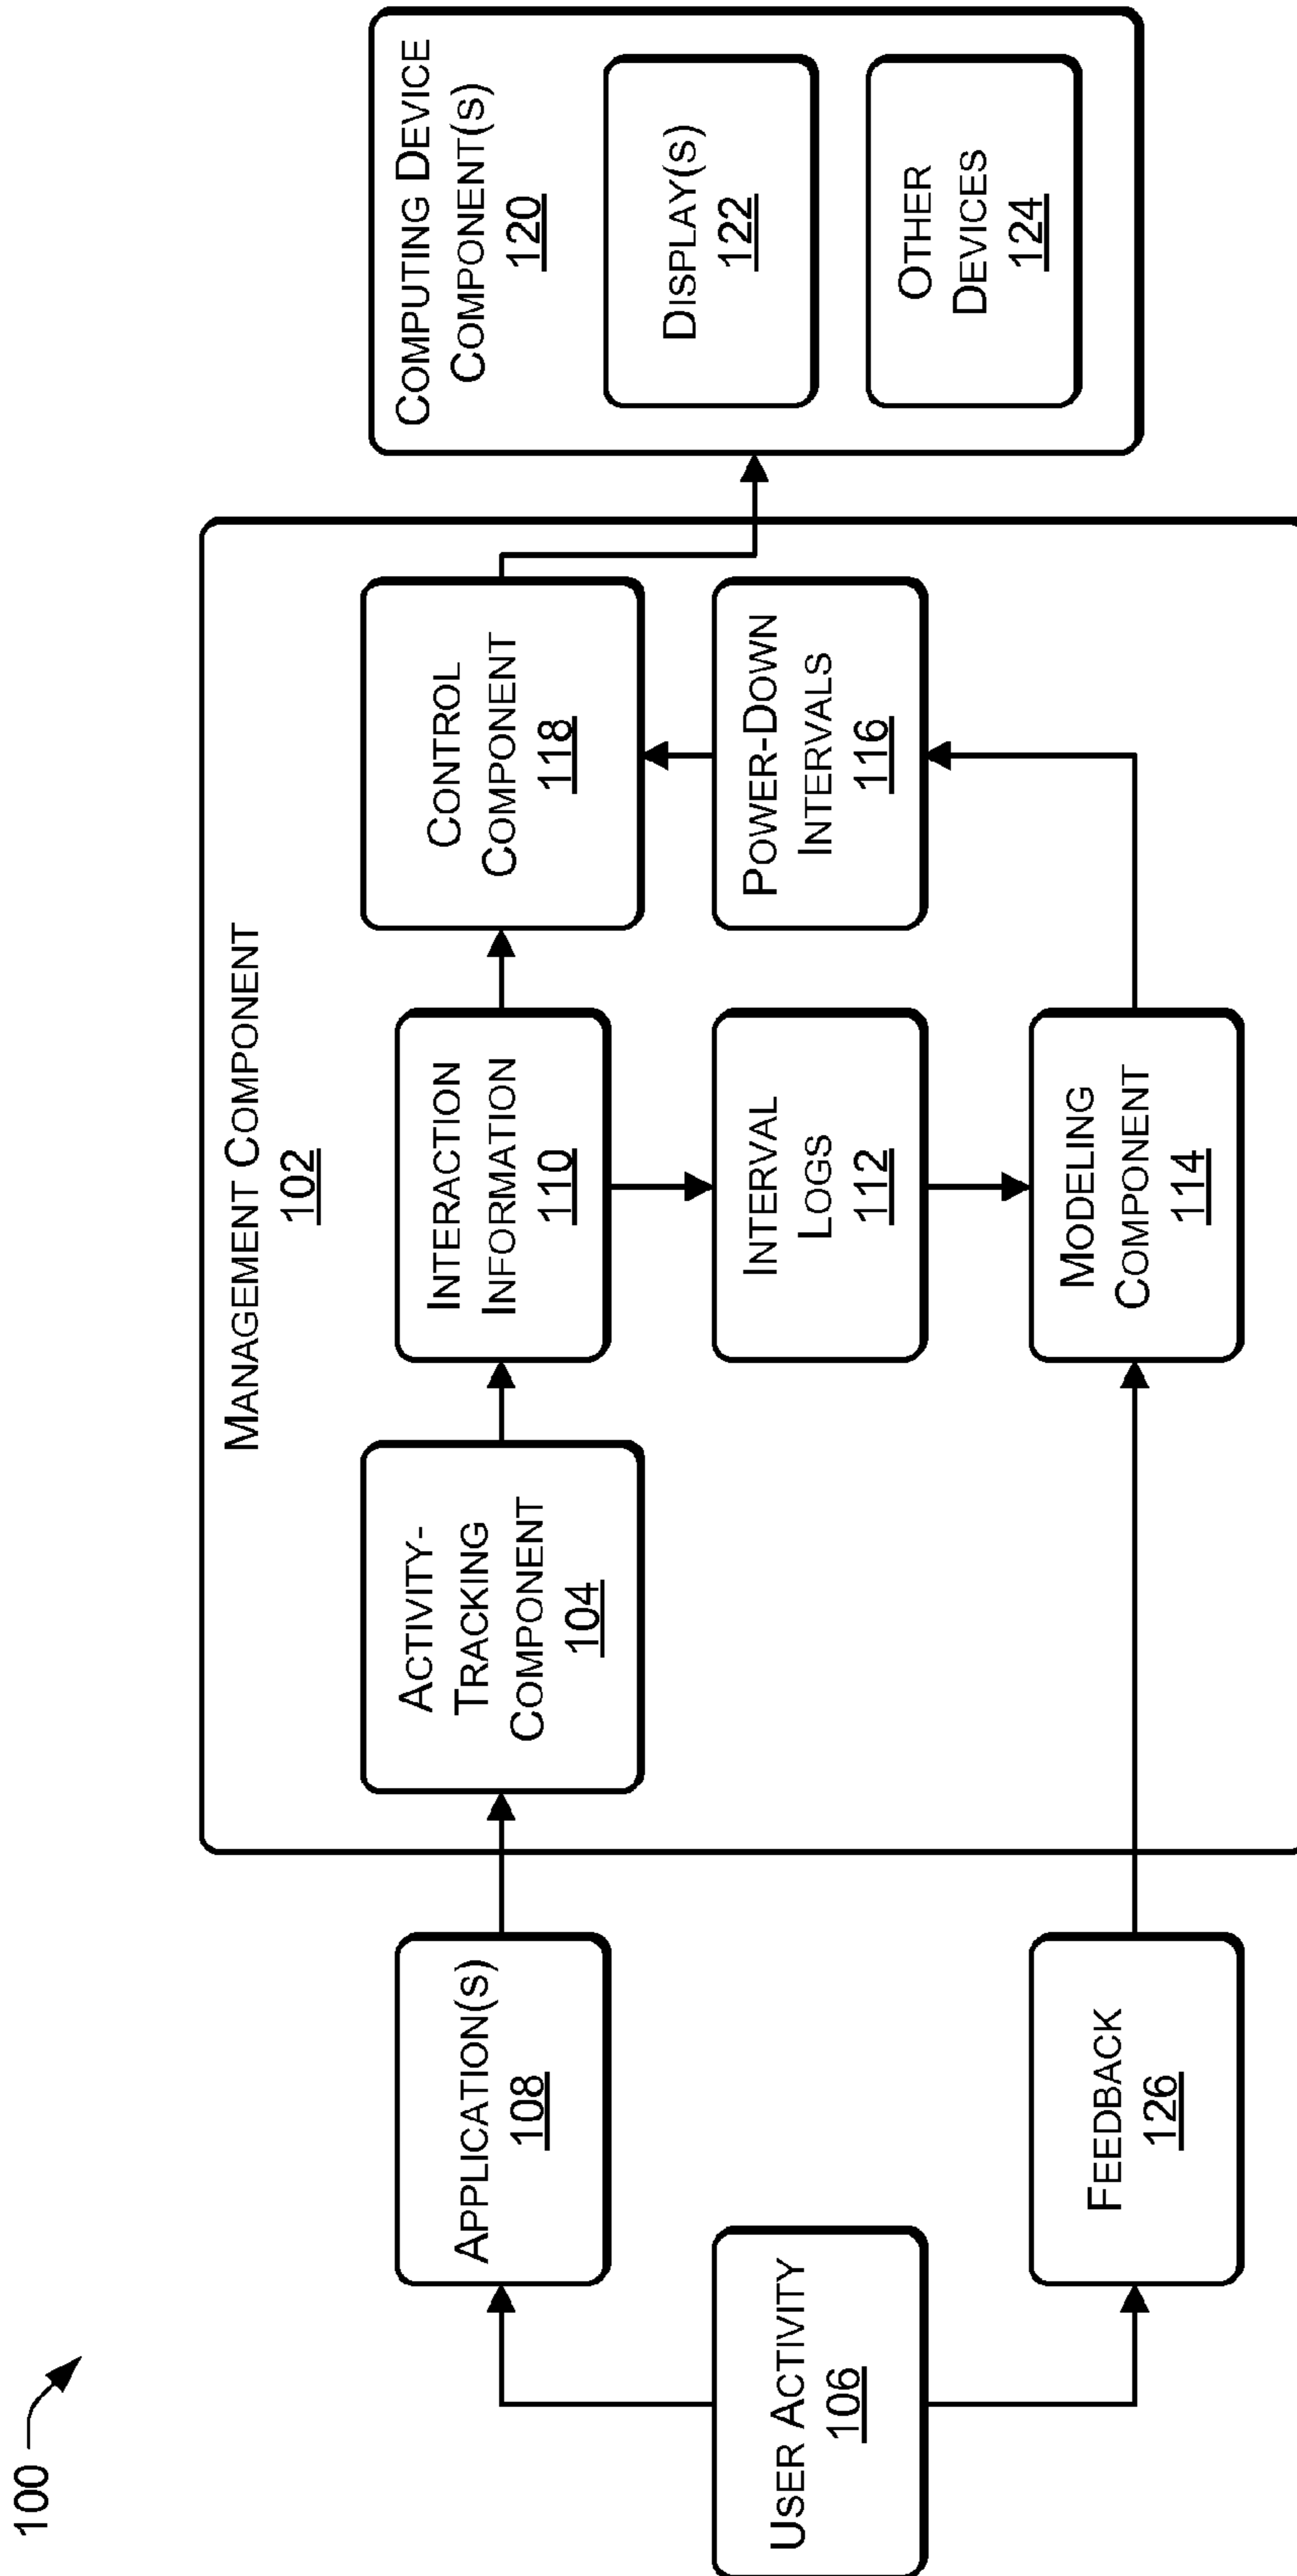 100
MANAGEMENT COMPONENT
102
COMPUTING DEVICE
COMPONENT(S)
120
DISPLAY(S)
122
OTHER
DEVICES
124
APPLICATION(S)
108
ACTIVITY-
TRACKING
COMPONENT
104
INTERACTION
INFORMATION
110
CONTROL
COMPONENT
118
USER ACTIVITY
106
INTERVAL
LOGS
112
POWER-DOWN
INTERVALS
116
FEEDBACK
126
MODELING
COMPONENT
114